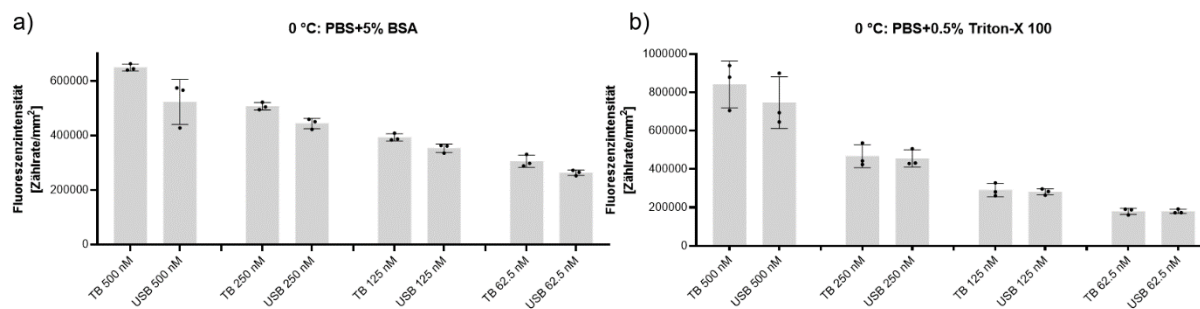 a)
0 °C: PBS+5% BSA
Fluoreszenzintensität
[Zählrate/mm²]
600000
400000
200000
0
TB 500 nM
USB 500 nM
TB 250 nM
USB 250 nM
TB 125 nM
USB 125 nM
TB 62.5 nM
USB 62.5 nM
b)
0 °C: PBS+0.5% Triton-X 100
Fluoreszenzintensität
[Zählrate/mm²]
1000000
800000
600000
400000
200000
0
TB 500 nM
USB 500 nM
TB 250 nM
USB 250 nM
TB 125 nM
USB 125 nM
TB 62.5 nM
USB 62.5 nM